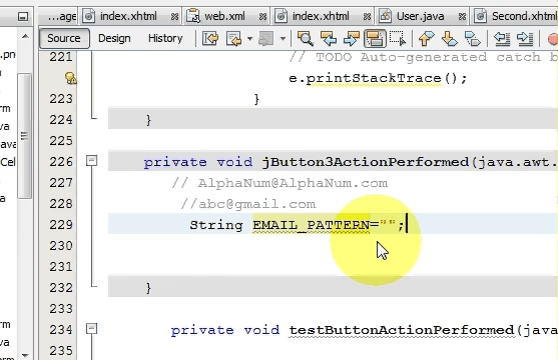 ...age index.xhtml web.xml index.xhtml User.java Second.xhtml
Source Design History
221 // TODO Auto-generated catch b
e.printStackTrace();
223 }
224 }
225
226 private void jButton3ActionPerformed(java.awt.
227 // AlphaNum@AlphaNum.com
228 //abc@gmail.com
229 String EMAIL_PATTERN="";
230
231
232 }
233
234 private void testButtonActionPerformed(java
235